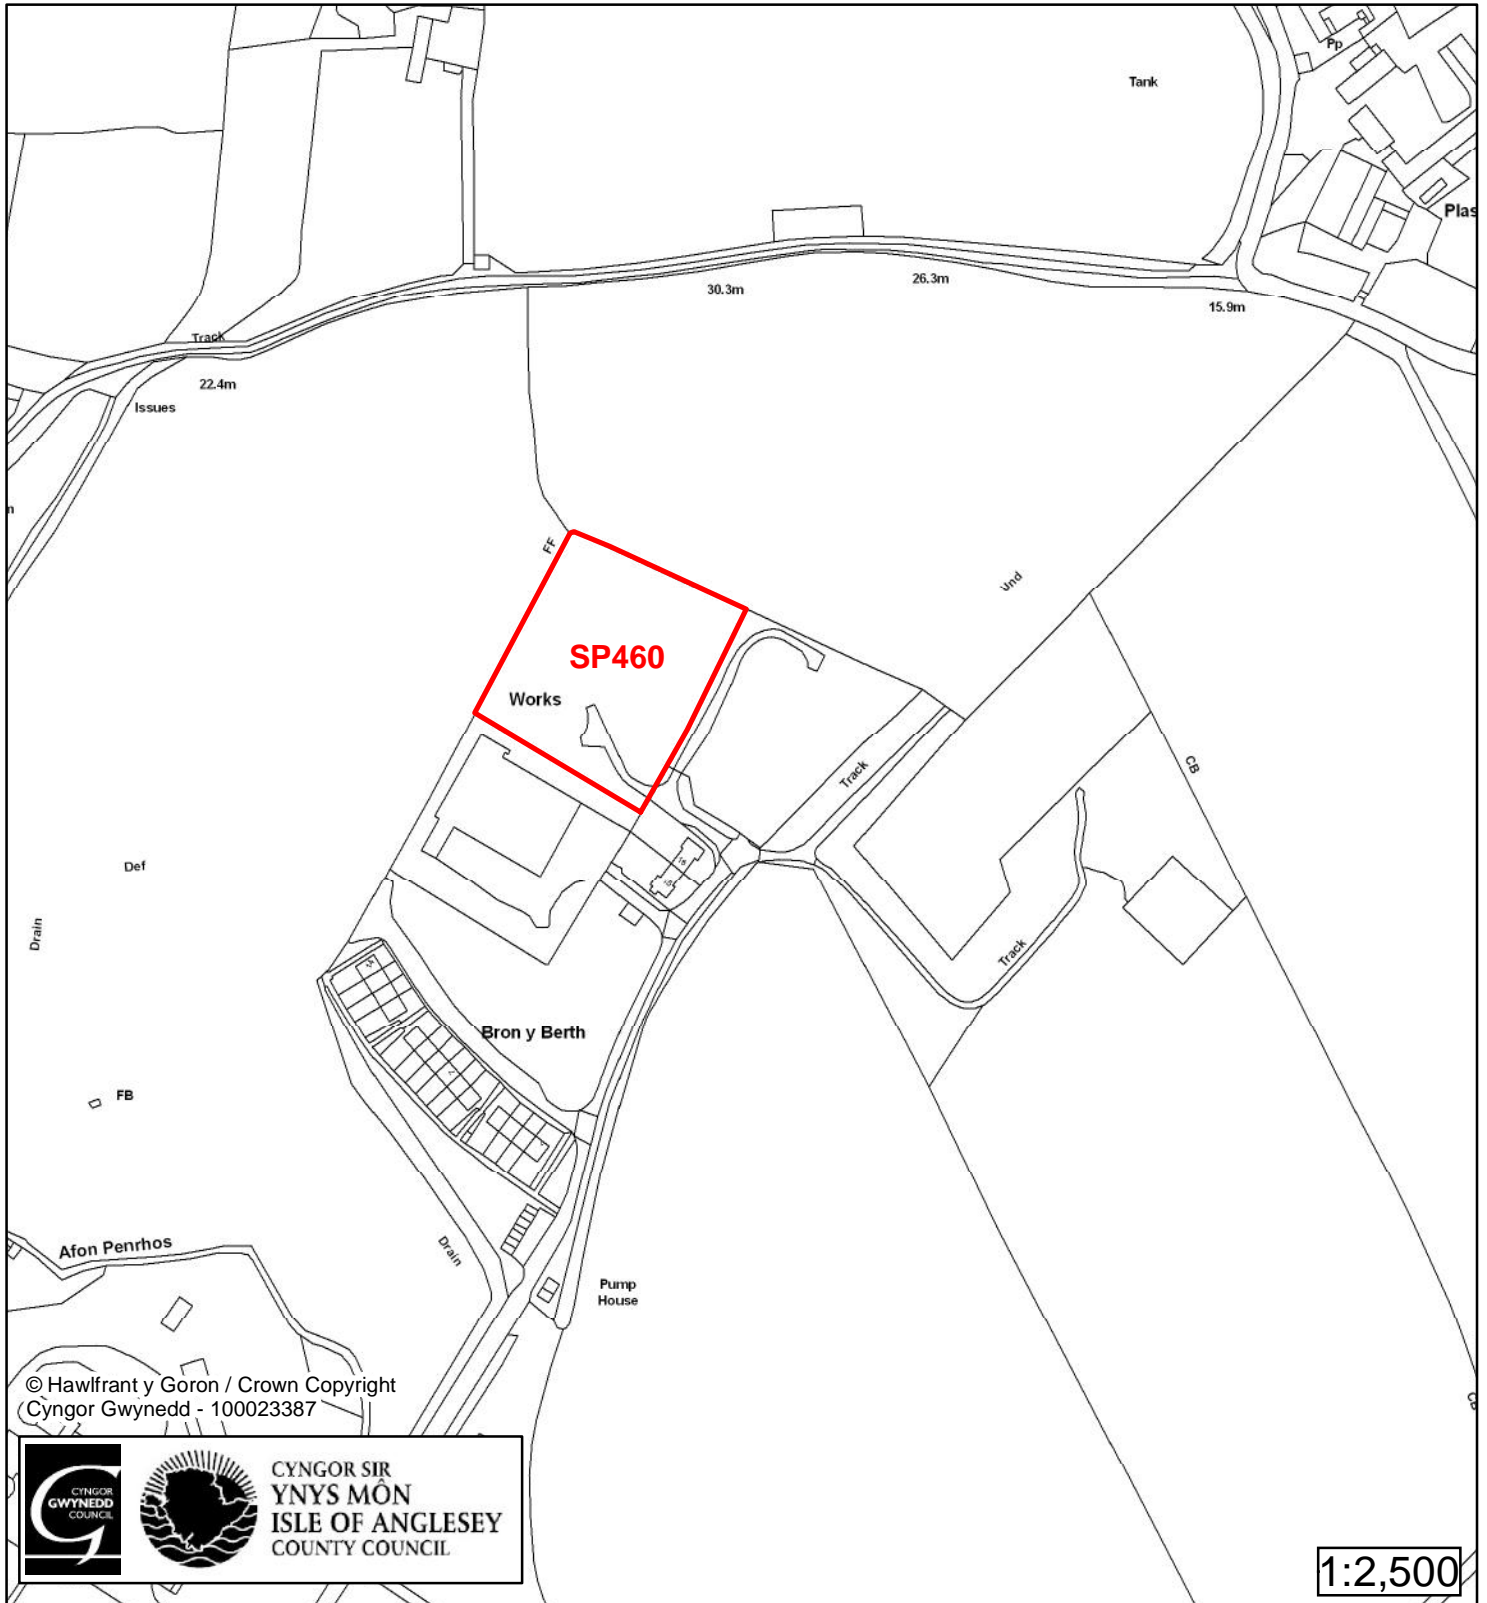 Pp
Tank
Plas
30.3m
26.3m
15.9m
Track
22.4m
Issues
FF
Und
SP460
Works
CB
Track
Def
Drain
Track
Bron y Berth
FB
Afon Penrhos
Drain
Pump
House
© Hawlfrant y Goron / Crown Copyright
Cyngor Gwynedd - 100023387
CYNGOR
GWYNEDD
COUNCIL
CYNGOR SIR
YNYS MÔN
ISLE OF ANGLESEY
COUNTY COUNCIL
1:2,500